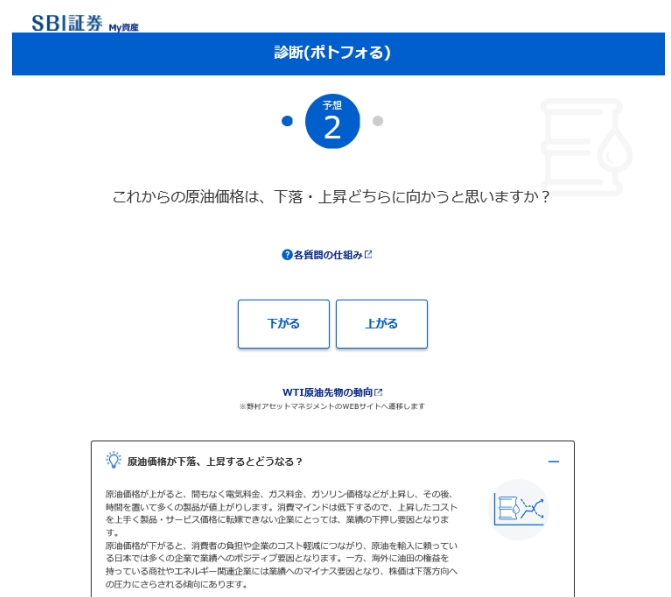 SBI証券 My資産
診断(ポトフォる)
予想
2
これからの原油価格は、下落・上昇どちらに向かうと思いますか？
?各質問の仕組み
下がる
上がる
WTI原油先物の動向
※野村アセットマネジメントのWEBサイトへ遷移します
原油価格が下落、上昇するとどうなる？
原油価格が上がると、間もなく電気料金、ガス料金、ガソリン価格などが上昇し、その後、
時間を置いて多くの製品が値上がりします。消費マインドは低下するので、上昇したコスト
を上手く製品・サービス価格に転嫁できない企業にとっては、業績の下押し要因となりま
す。
原油価格が下がると、消費者の負担や企業のコスト軽減につながり、原油を輸入に頼ってい
る日本では多くの企業で業績へのポジティブ要因となります。一方、海外に油田の権益を
持っている商社やエネルギー関連企業には業績へのマイナス要因となり、株価は下落方向へ
の圧力にさらされる傾向にあります。